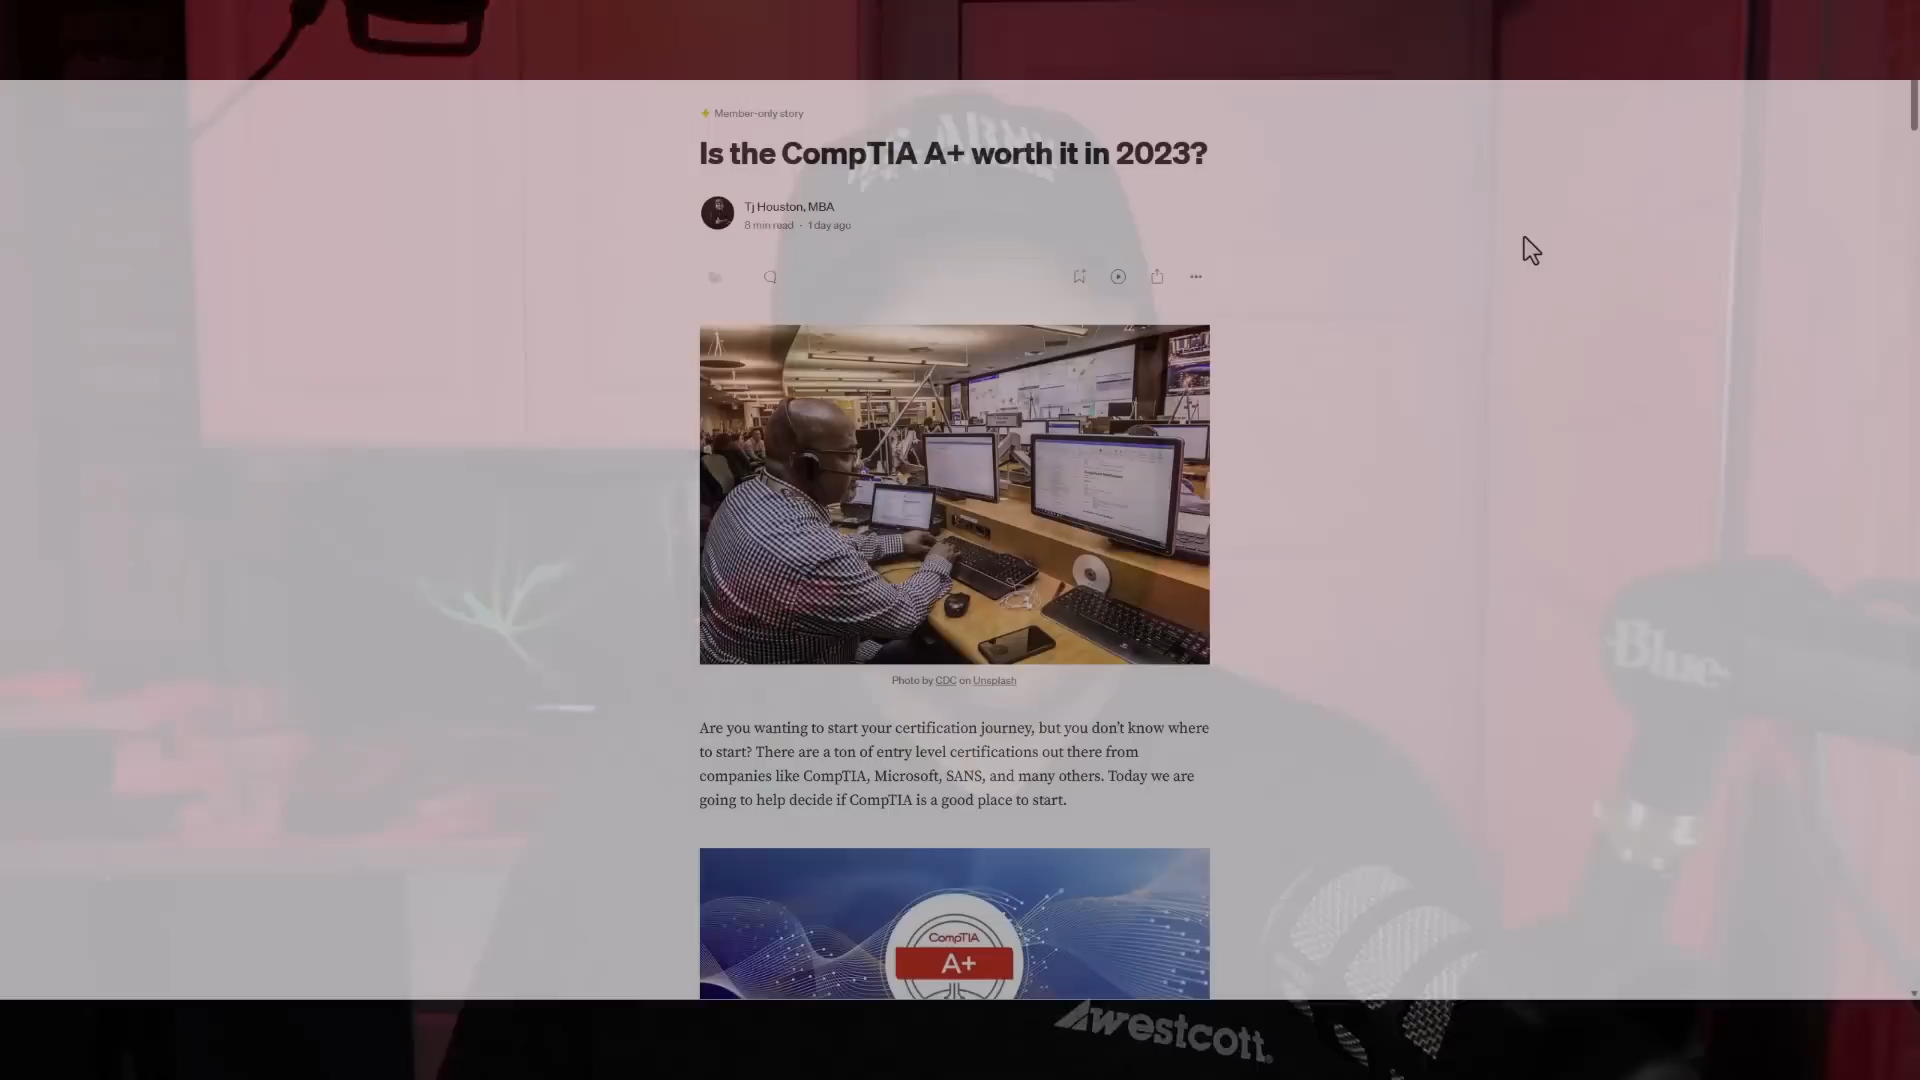 Member-only story
Is the CompTIA A+ worth it in 2023?
Tj Houston, MBA
8 min read · 1 day ago
Photo by CDC on Unsplash
Are you wanting to start your certification journey, but you don't know where
to start? There are a ton of entry level certifications out there from
companies like CompTIA, Microsoft, SANS, and many others. Today we are
going to help decide if CompTIA is a good place to start.
Blue
CompTIA
A+
westcott